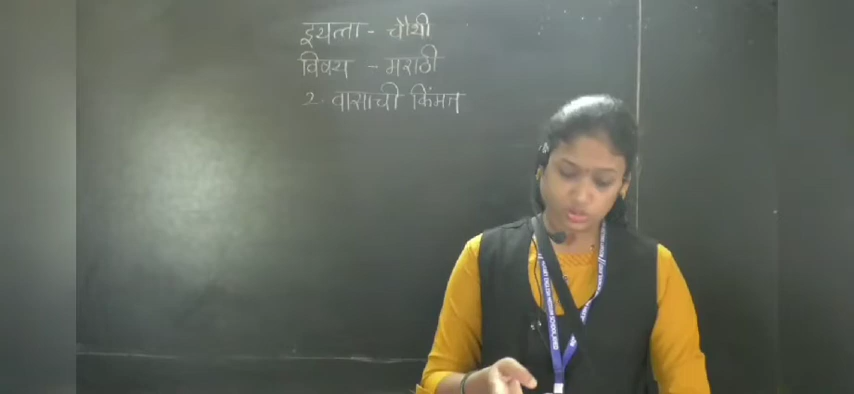 इयत्ता - चौथी
विषय - मराठी
2. वासाची किंमत